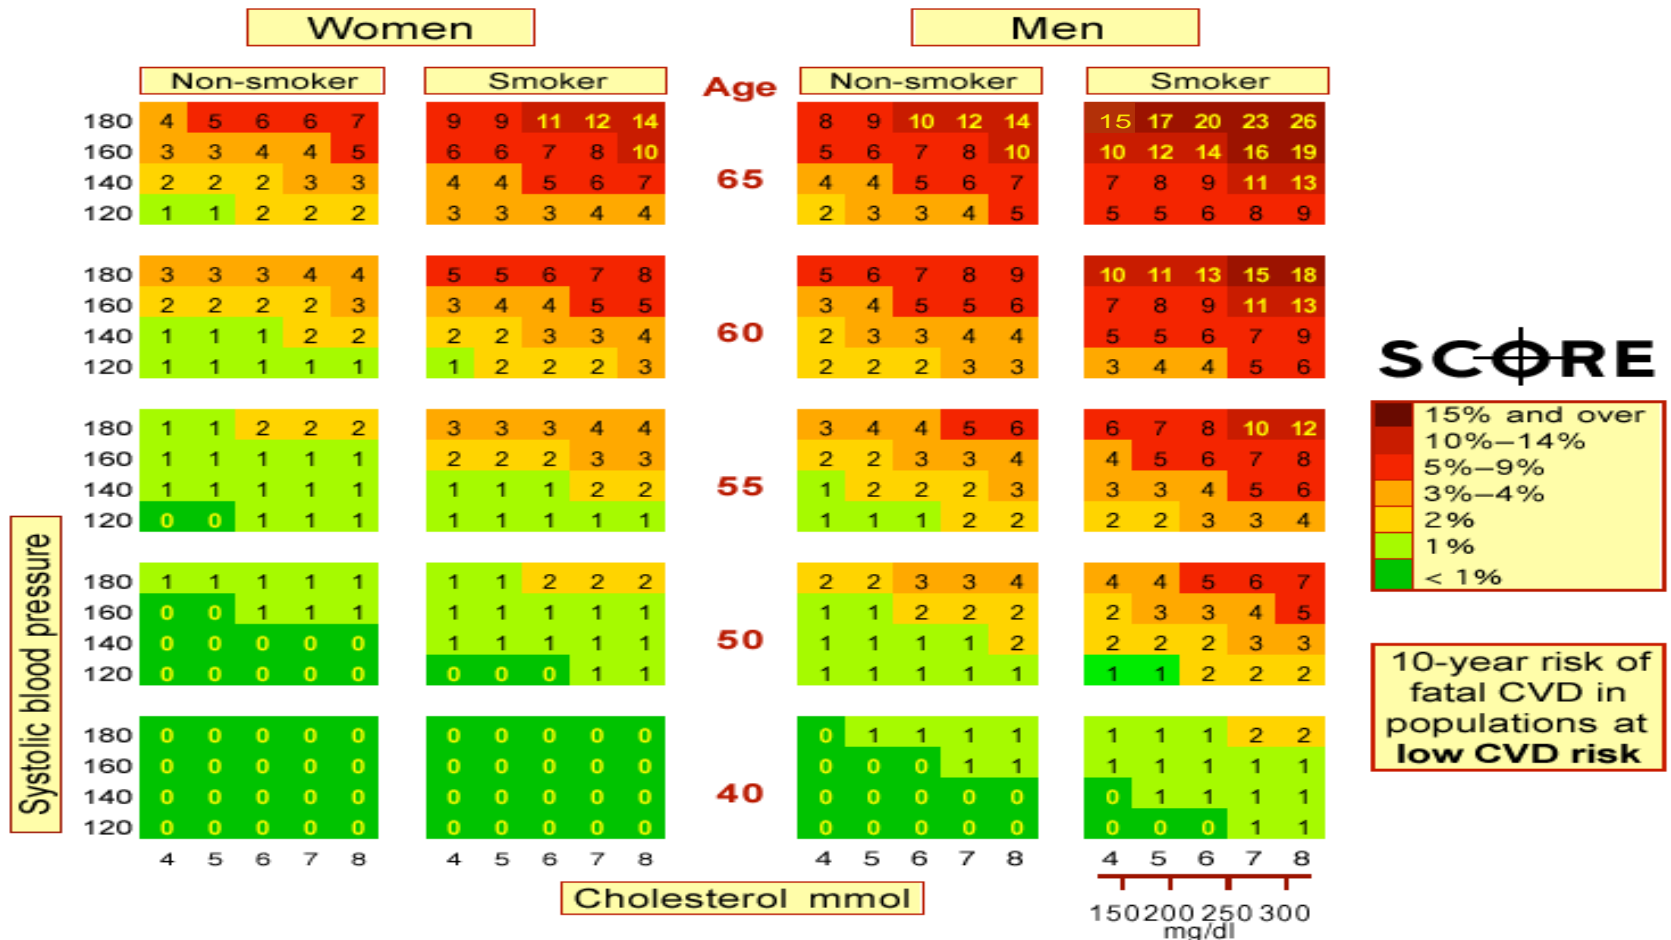 Women Men
Non-smoker Smoker Age Non-smoker Smoker
180 4 5 6 6 7 9 9 11 12 14 8 9 10 12 14 15 17 20 23 26
160 3 3 4 4 5 6 6 7 8 10 5 6 7 8 10 10 12 14 16 19
65
140 2 2 2 3 3 4 4 5 6 7 4 4 5 6 7 7 8 9 11 13
120 1 1 2 2 2 3 3 3 4 4 2 3 3 4 5 5 5 6 8 9
180 3 3 3 4 4 5 5 6 7 8 5 6 7 8 9 10 11 13 15 18
160 2 2 2 2 3 3 4 4 5 5 3 4 5 5 6 7 8 9 11 13
60
140 1 1 1 2 2 2 2 3 3 4 2 3 3 4 4 5 5 6 7 9
120 1 1 1 1 1 1 2 2 2 3 2 2 2 3 3 3 4 4 5 6
180 1 1 2 2 2 3 3 3 4 4 3 4 4 5 6 6 7 8 10 12
160 1 1 1 1 1 2 2 2 3 3 2 2 3 3 4 4 5 6 7 8
55
140 1 1 1 1 1 1 1 1 2 2 1 2 2 2 3 3 3 4 5 6
120 0 0 1 1 1 1 1 1 1 1 1 1 1 2 2 2 2 3 3 4
180 1 1 1 1 1 1 1 2 2 2 2 2 3 3 4 4 4 5 6 7
160 0 0 1 1 1 1 1 1 1 1 1 1 2 2 2 2 3 3 4 5
50
140 0 0 0 0 0 1 1 1 1 1 1 1 1 1 2 2 2 2 3 3
120 0 0 0 0 0 0 0 0 1 1 1 1 1 1 1 1 1 2 2 2
180 0 0 0 0 0 0 0 0 0 0 0 1 1 1 1 1 1 1 2 2
160 0 0 0 0 0 0 0 0 0 0 0 0 0 1 1 1 1 1 1 1
40
140 0 0 0 0 0 0 0 0 0 0 0 0 0 0 0 0 1 1 1 1
120 0 0 0 0 0 0 0 0 0 0 0 0 0 0 0 0 0 0 1 1
4 5 6 7 8 4 5 6 7 8 4 5 6 7 8 4 5 6 7 8
Systolic blood pressure
Cholesterol mmol
150 200 250 300
mg/dl
SCORE
15% and over
10%–14%
5%–9%
3%–4%
2%
1%
< 1%
10-year risk of
fatal CVD in
populations at
low CVD risk